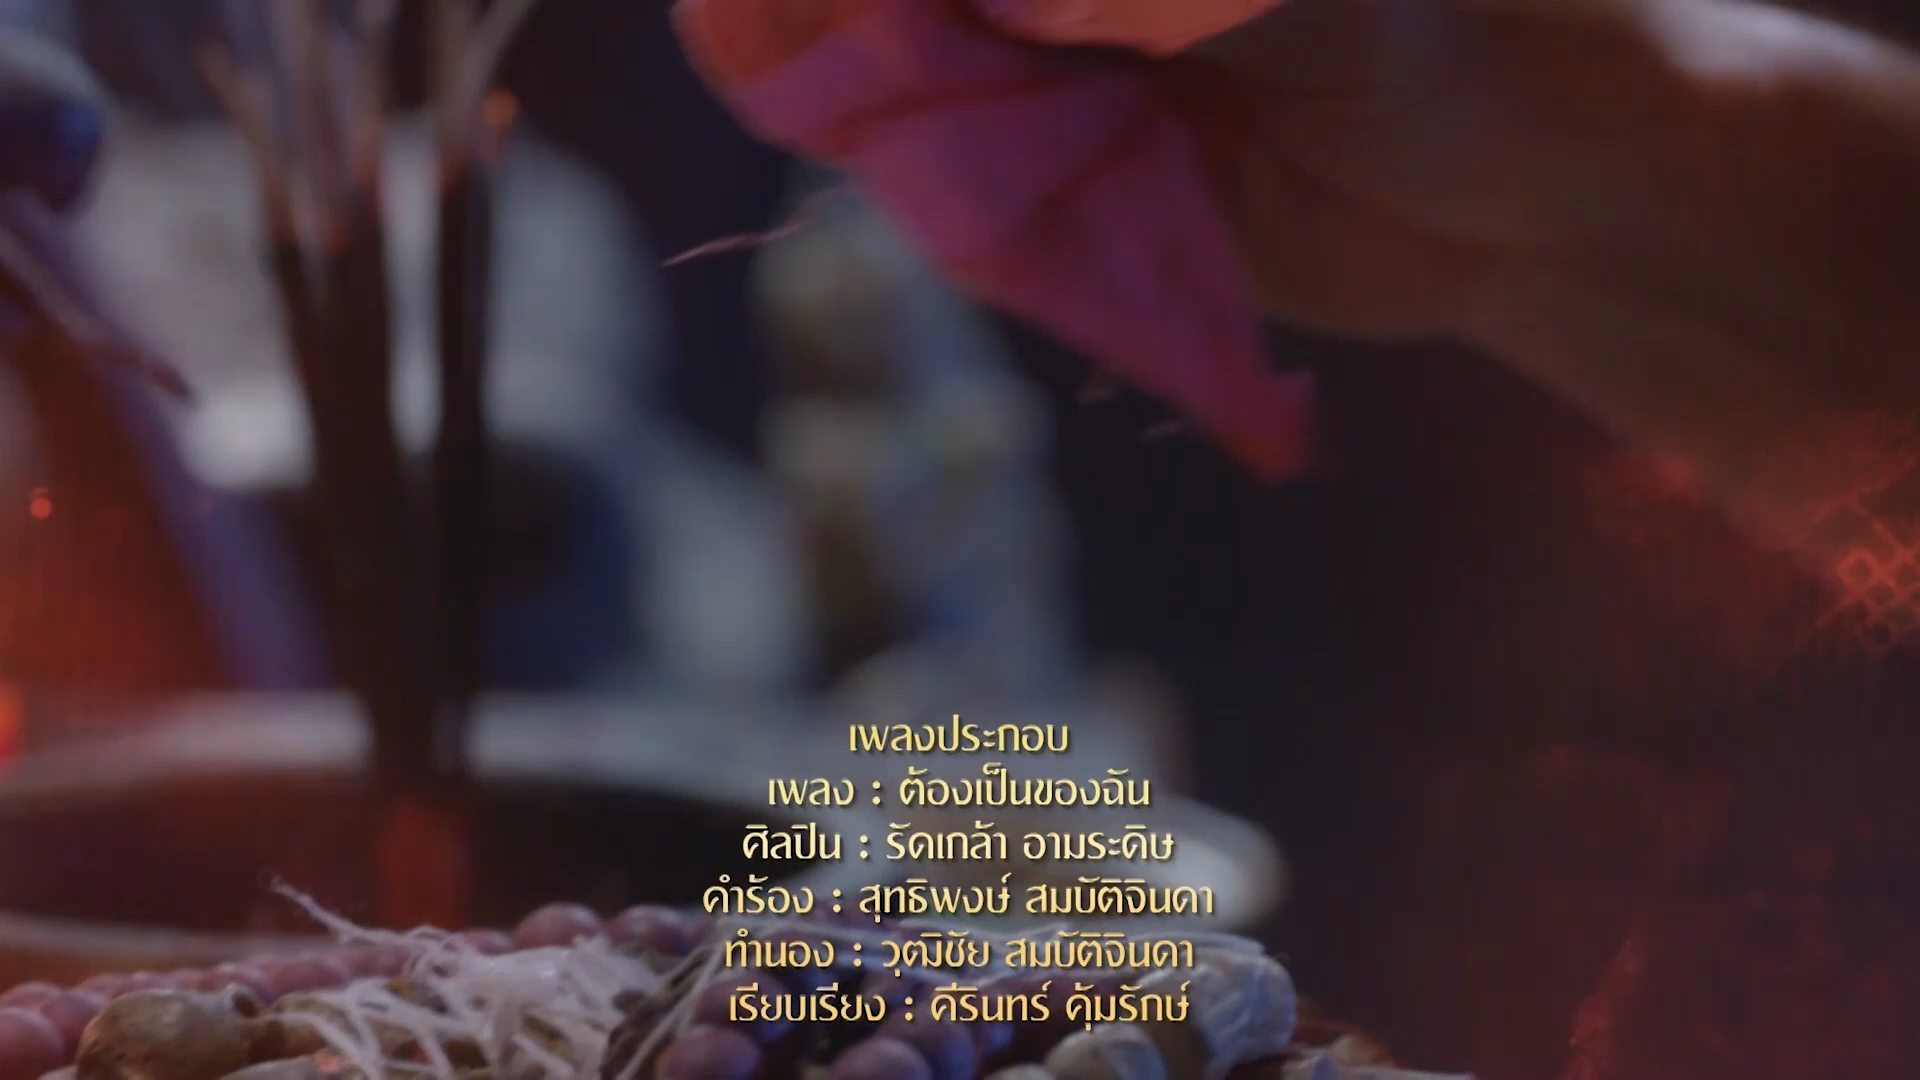 เพลงประกอบ
เพลง : ต้องเป็นของฉัน
ศิลปิน : รัดเกล้า อามระดิษ
คำร้อง : สุทธิพงษ์ สมบัติจินดา
ทำนอง : วุฒิชัย สมบัติจินดา
เรียบเรียง : คีรินทร์ คุ้มรักษ์